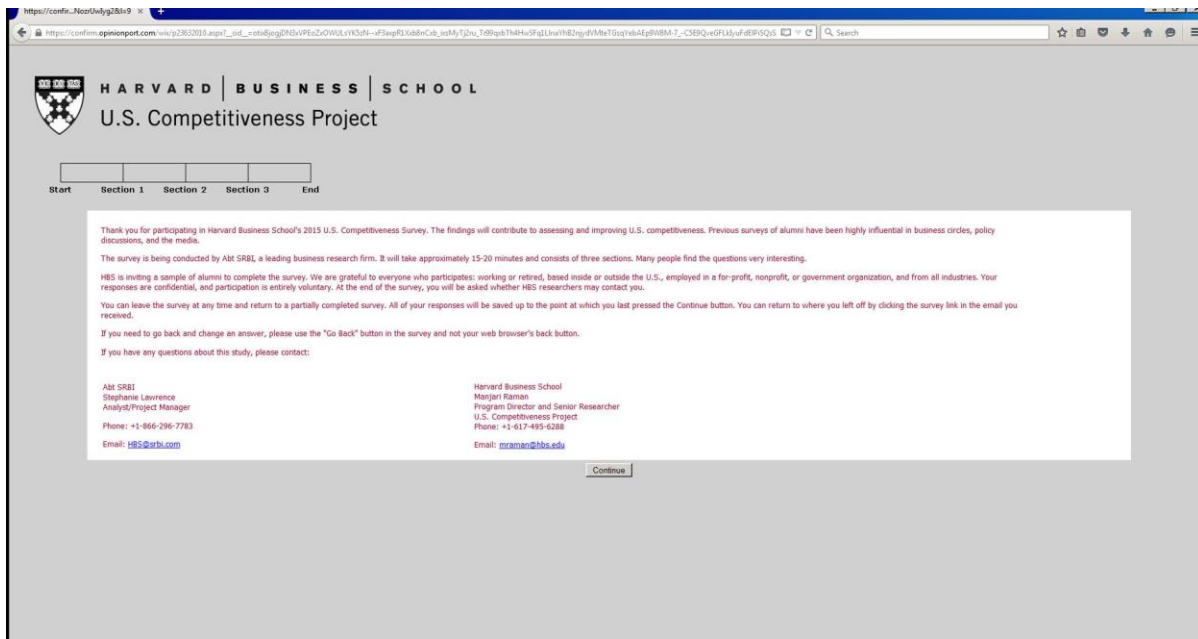 https://confir...NozrUwlyg2&l=9
Search
HARVARD | BUSINESS | SCHOOL
U.S. Competitiveness Project
Start Section 1 Section 2 Section 3 End
Thank you for participating in Harvard Business School's 2015 U.S. Competitiveness Survey. The findings will contribute to assessing and improving U.S. competitiveness. Previous surveys of alumni have been highly influential in business circles, policy
discussions, and the media.
The survey is being conducted by Abt SRBI, a leading business research firm. It will take approximately 15-20 minutes and consists of three sections. Many people find the questions very interesting.
HBS is inviting a sample of alumni to complete the survey. We are grateful to everyone who participates: working or retired, based inside or outside the U.S., employed in a for-profit, nonprofit, or government organization, and from all industries. Your
responses are confidential, and participation is entirely voluntary. At the end of the survey, you will be asked whether HBS researchers may contact you.
You can leave the survey at any time and return to a partially completed survey. All of your responses will be saved up to the point at which you last pressed the Continue button. You can return to where you left off by clicking the survey link in the email you
received.
If you need to go back and change an answer, please use the "Go Back" button in the survey and not your web browser's back button.
If you have any questions about this study, please contact:
Abt SRBI
Stephanie Lawrence
Analyst/Project Manager
Phone: +1-866-296-7783
Email: HBS@srbi.com
Harvard Business School
Manjari Raman
Program Director and Senior Researcher
U.S. Competitiveness Project
Phone: +1-617-495-6288
Email: mraman@hbs.edu
Continue